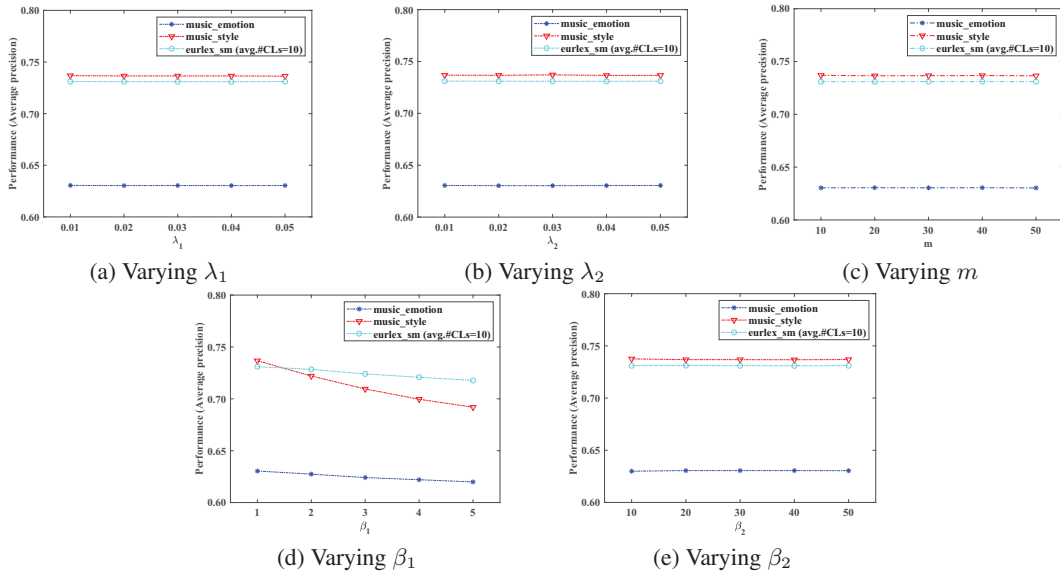 0.80
0.75
0.70
0.65
0.60
Performance (Average precision)
music_emotion
music_style
eurlex_sm (avg.#CLs=10)
0.01 0.02 0.03 0.04 0.05
λ1
(a) Varying λ1
0.80
0.75
0.70
0.65
0.60
Performance (Average precision)
music_emotion
music_style
eurlex_sm (avg.#CLs=10)
0.01 0.02 0.03 0.04 0.05
λ2
(b) Varying λ2
0.80
0.75
0.70
0.65
0.60
Performance (Average precision)
music_emotion
music_style
eurlex_sm (avg.#CLs=10)
10 20 30 40 50
m
(c) Varying m
0.80
0.75
0.70
0.65
0.60
Performance (Average precision)
music_emotion
music_style
eurlex_sm (avg.#CLs=10)
1 2 3 4 5
β1
(d) Varying β1
0.80
0.75
0.70
0.65
0.60
Performance (Average precision)
music_emotion
music_style
eurlex_sm (avg.#CLs=10)
10 20 30 40 50
β2
(e) Varying β2